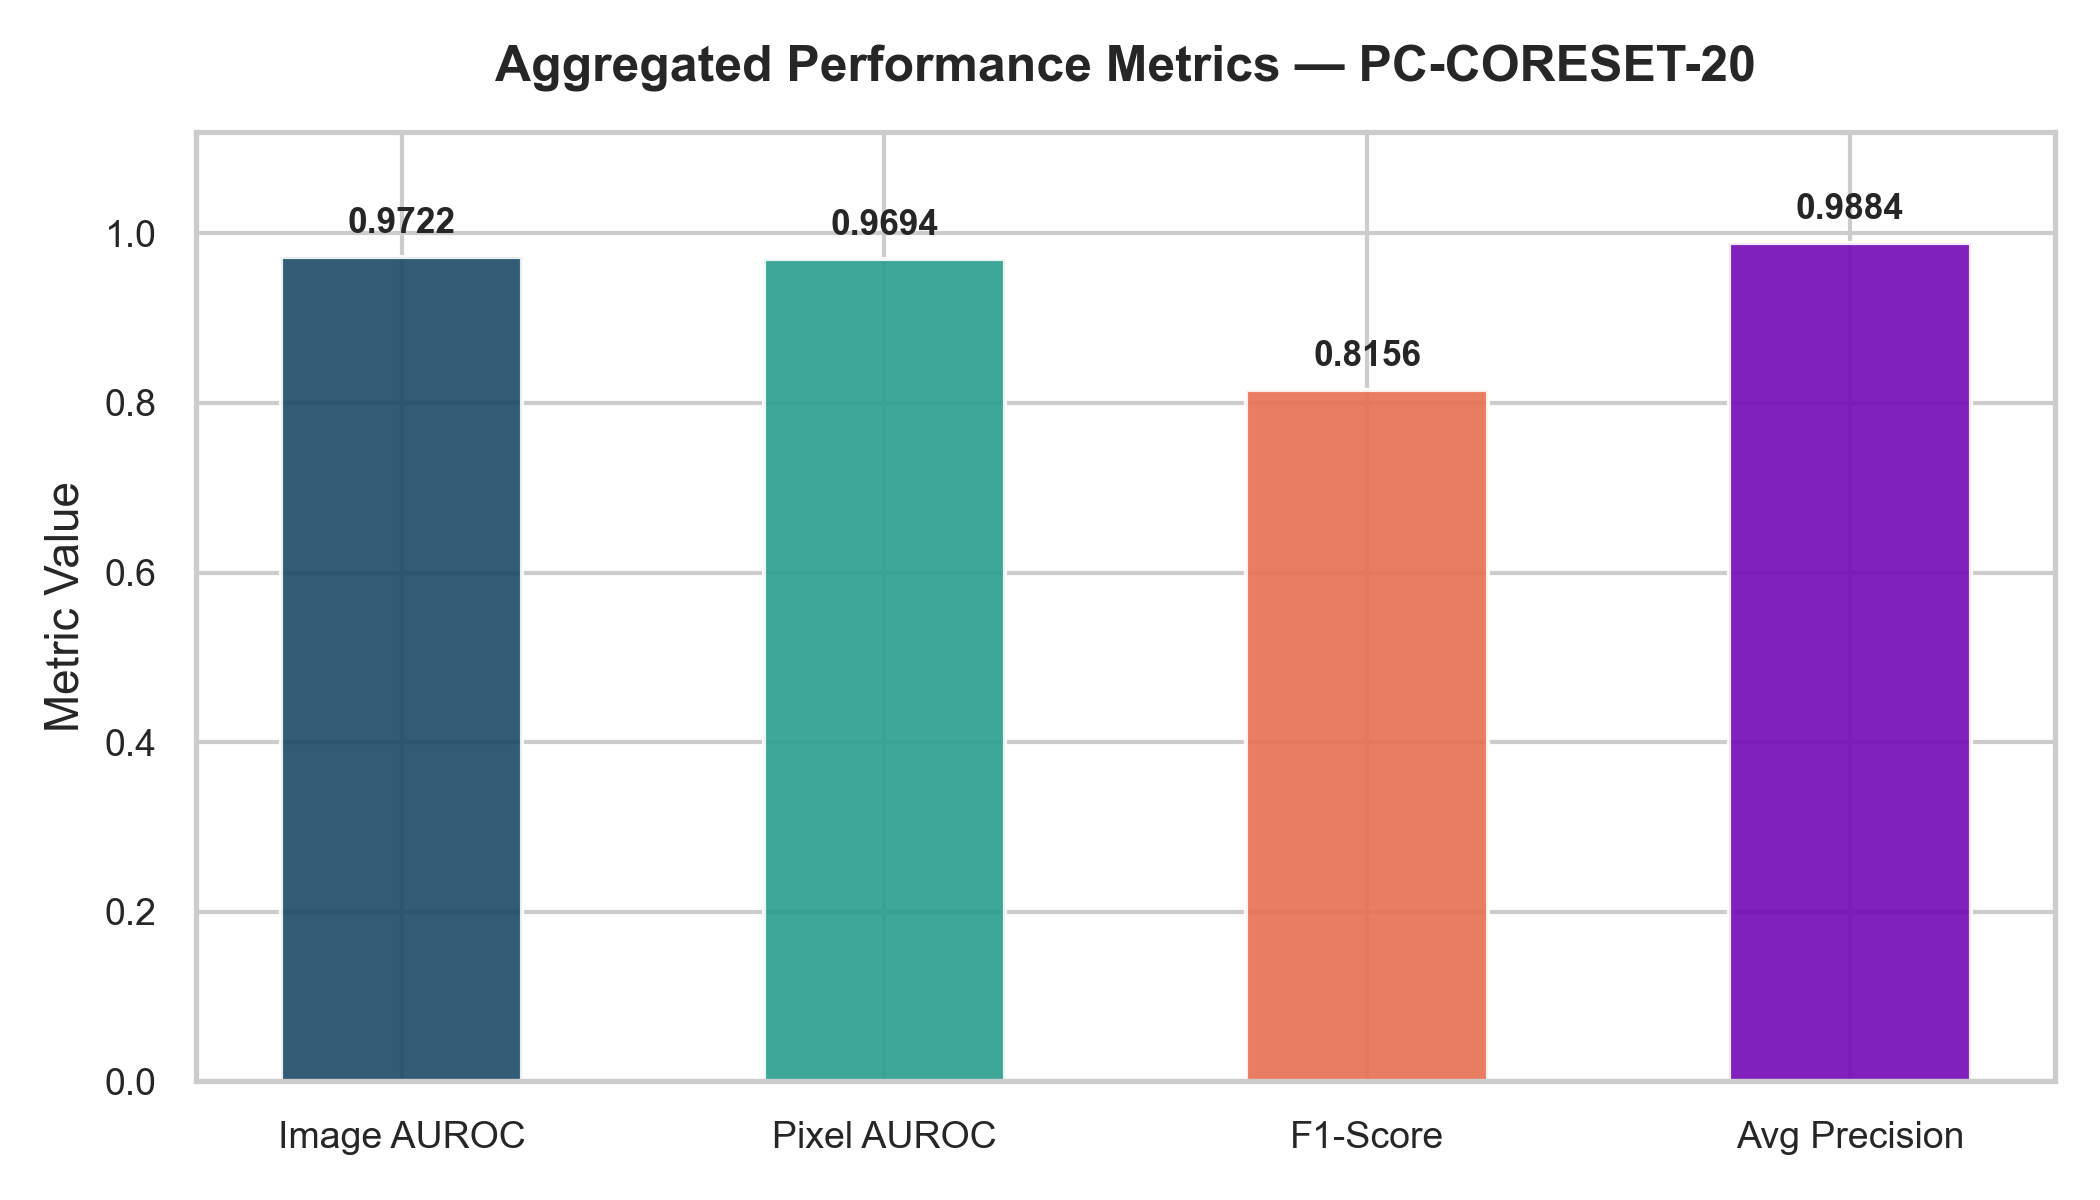 Aggregated Performance Metrics — PC-CORESET-20
0.9722
0.9694
0.8156
0.9884
1.0
0.8
0.6
0.4
0.2
0.0
Metric Value
Image AUROC
Pixel AUROC
F1-Score
Avg Precision